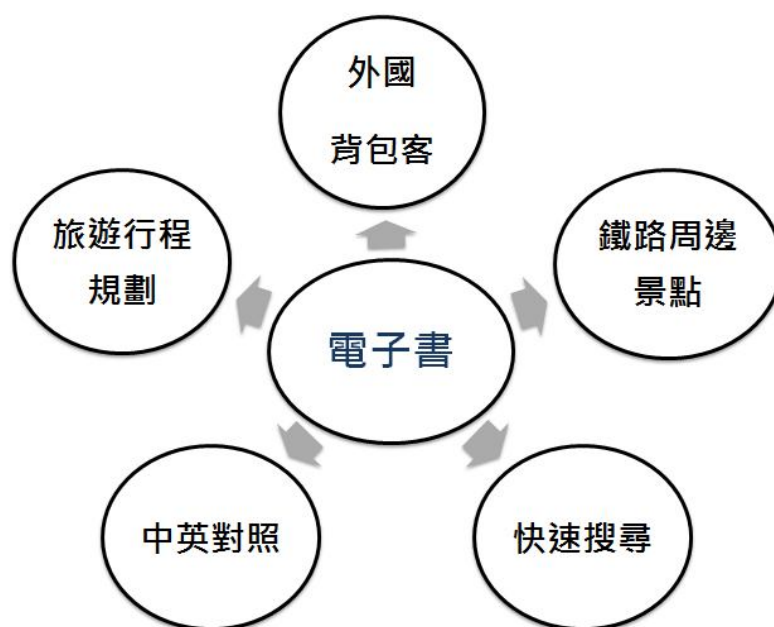 外國
背包客
旅遊行程
規劃
鐵路周邊
景點
電子書
中英對照
快速搜尋